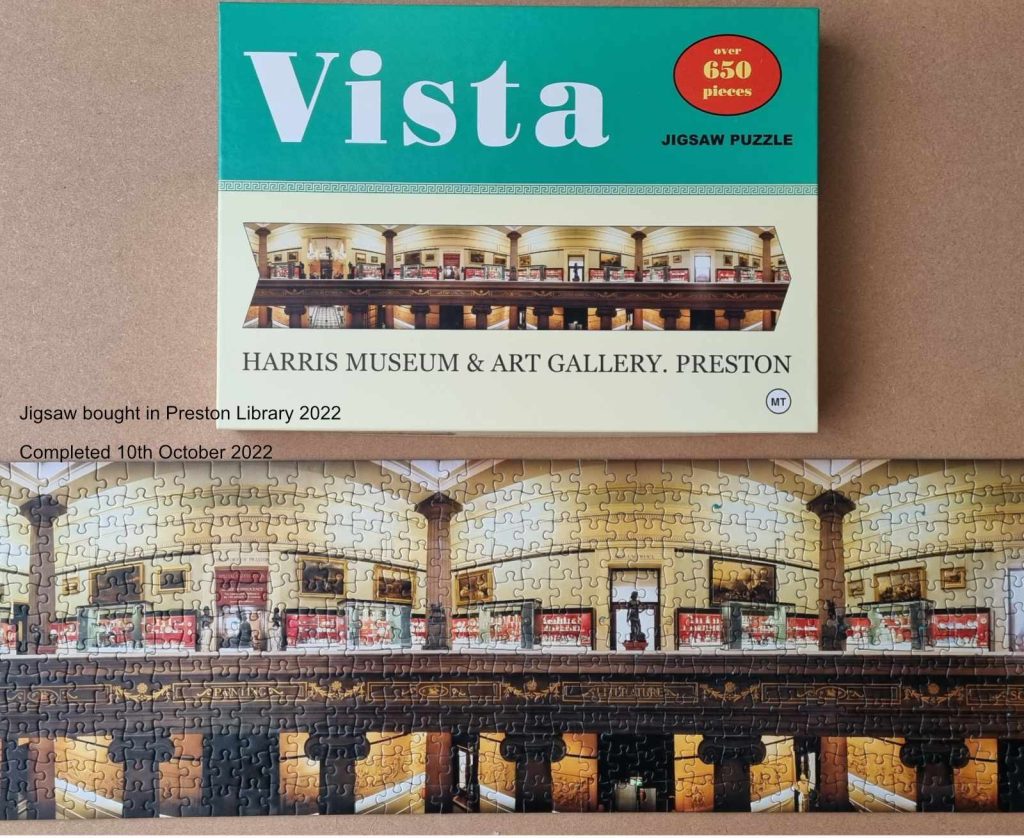 Vista
over
650
pieces
JIGSAW PUZZLE
HARRIS MUSEUM & ART GALLERY. PRESTON
MT
Jigsaw bought in Preston Library 2022
Completed 10th October 2022
PAINTING
LITERATURE